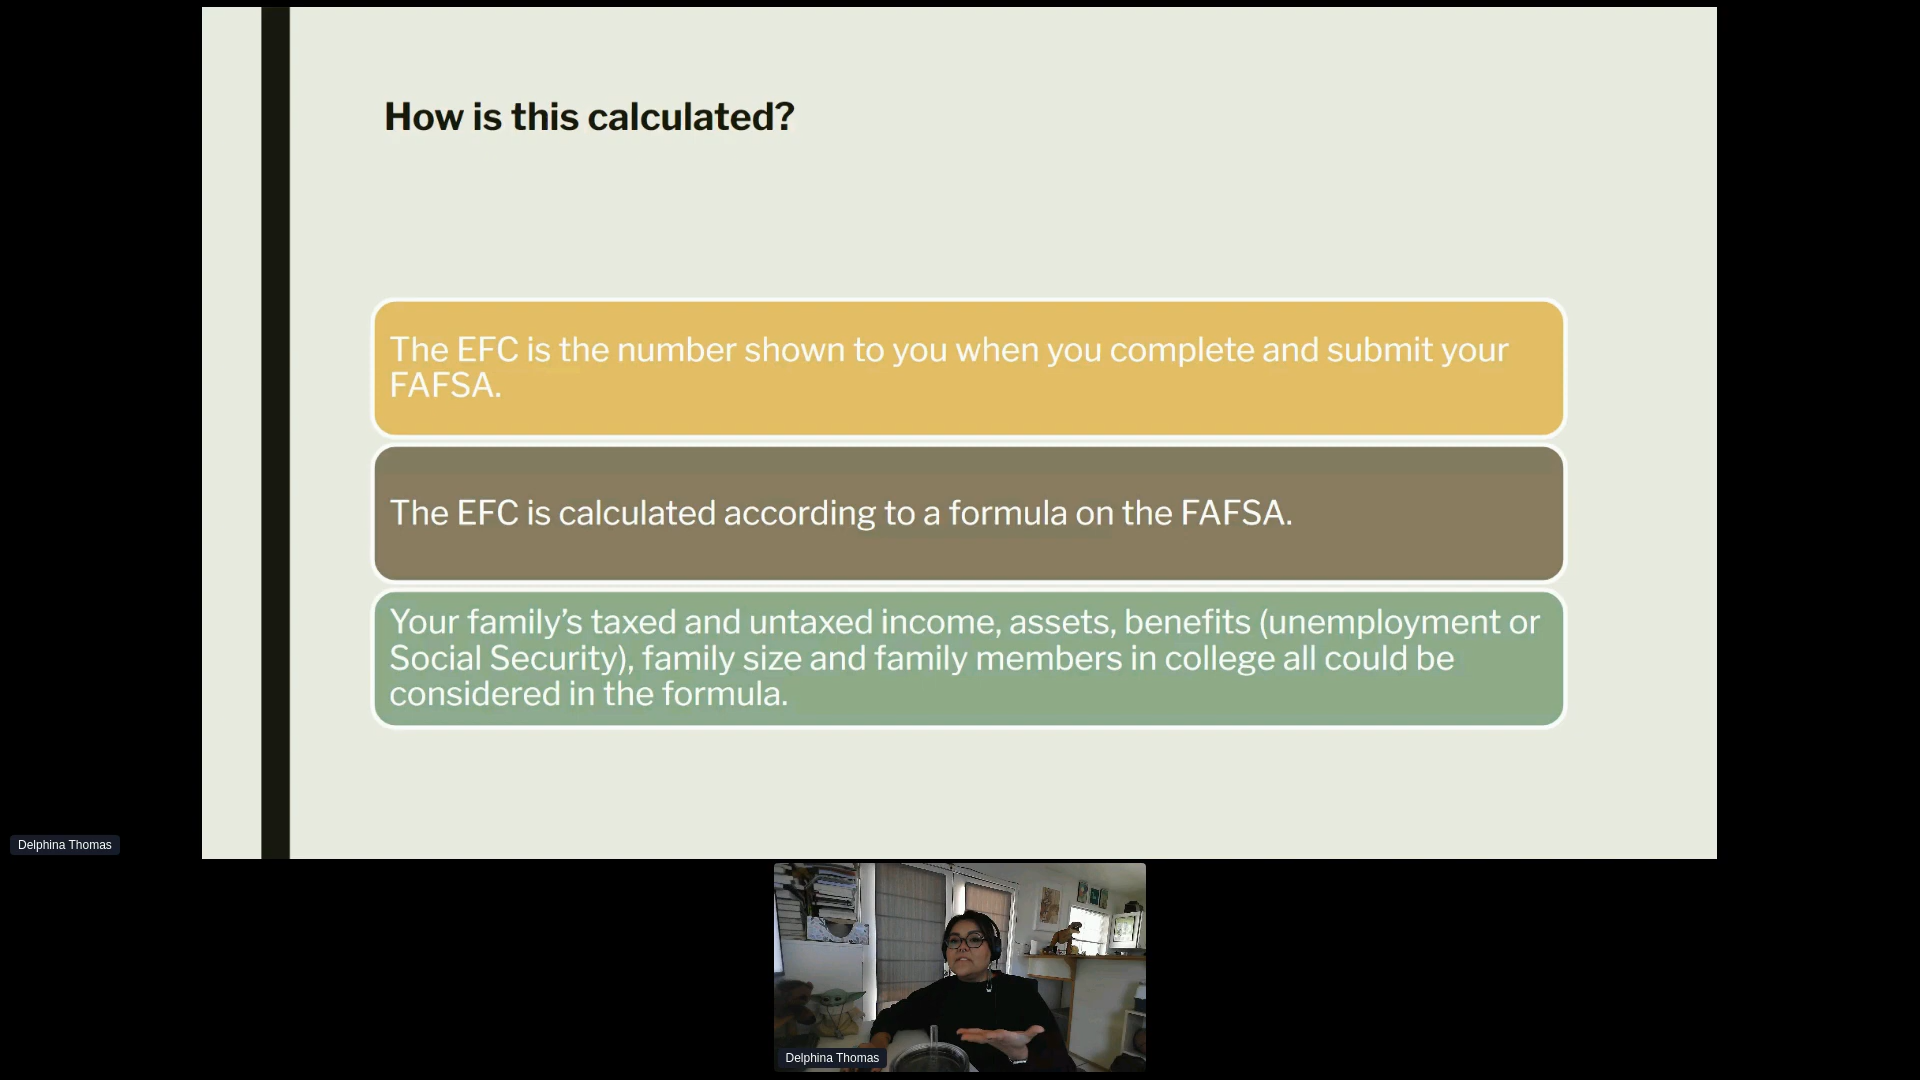 How is this calculated?
The EFC is the number shown to you when you complete and submit your
FAFSA.
The EFC is calculated according to a formula on the FAFSA.
Your family’s taxed and untaxed income, assets, benefits (unemployment or
Social Security), family size and family members in college all could be
considered in the formula.
Delphina Thomas
Delphina Thomas